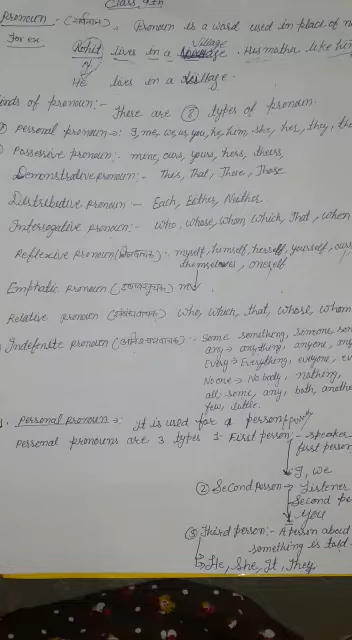 Class 9th
Pronoun - (सर्वनाम) - Pronoun is a word used in place of
For ex Rohit lives in a village. His mother like him
He lives in a village.
Kinds of pronoun:-
There are 8 types of pronoun.
Personal pronoun:- I, me, we, us, you, he, him, she, her, they,
Possessive pronoun:- mine, ours, yours, hers, theirs,
Demonstrative pronoun:- This, That, There, Those
Distributive pronoun - Each, Either, Niether.
Interrogative pronoun:- Who, whose, whom, which, That, when
Reflexive pronoun : myself, himself, herself, yourself,
themselves, oneself
Emphatic pronoun
Relative pronoun who, which, that, whose, whom
Indefinite pronoun - Some something, someone
any → anything, anyone,
Every → Everything, everyone,
No one → No body, nothing,
all, some, any, both,
few, little.
1. Personal pronoun → : It is used for a person
Personal pronouns are 3 types 1. First person :- speaker
first person
I, We
② Second person → Listener
Second
You
③ Third person :- A person about
something is told
He, She, It, They